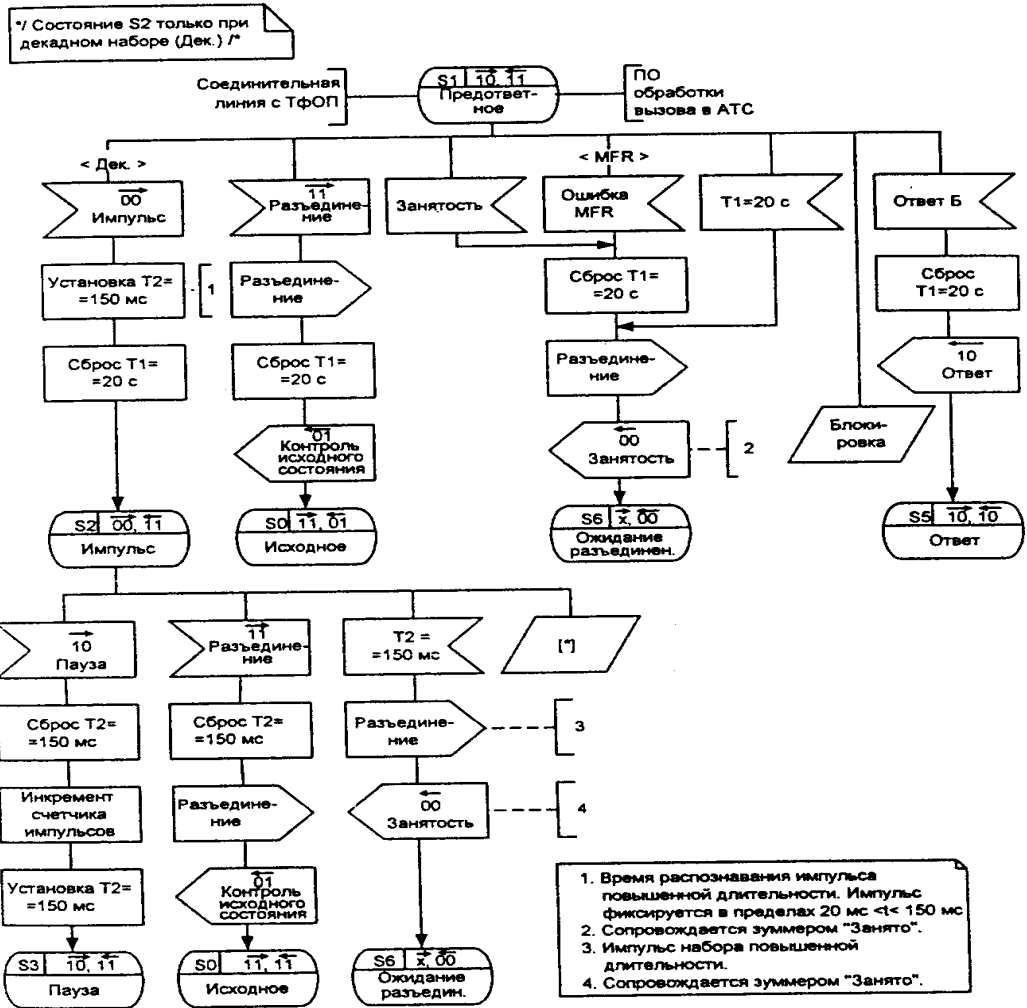 */ Состояние S2 только при
декадном наборе (Дек.) /*
Соединительная
линия с ТфОП
S1 10, 11
Предответ-
ное
ПО
обработки
вызова в АТС
< Дек. >
< MFR >
00
Импульс
11
Разъедине-
ние
Занятость
Ошибка
MFR
T1=20 с
Ответ Б
Установка T2=
=150 мс
1
Разъедине-
ние
Сброс T1=
=20 с
Сброс
T1=20 с
Сброс T1=
=20 с
Сброс T1=
=20 с
Разъедине-
ние
10
Ответ
01
Контроль
исходного
состояния
00
Занятость
2
Блоки-
ровка
S2 00, 11
Импульс
S0 11, 01
Исходное
S6 x, 00
Ожидание
разъединен.
S5 10, 10
Ответ
10
Пауза
11
Разъедине-
ние
T2 =
=150 мс
[*]
Сброс T2=
=150 мс
Сброс T2=
=150 мс
Разъедине-
ние
3
Инкремент
счетчика
импульсов
Разъедине-
ние
00
Занятость
4
Установка T2=
=150 мс
01
Контроль
исходного
состояния
S3 10, 11
Пауза
S0 11, 11
Исходное
S6 x, 00
Ожидание
разъедин.
1. Время распознавания импульса
повышенной длительности. Импульс
фиксируется в пределах 20 мс <t< 150 мс
2. Сопровождается зуммером "Занято".
3. Импульс набора повышенной
длительности.
4. Сопровождается зуммером "Занято".